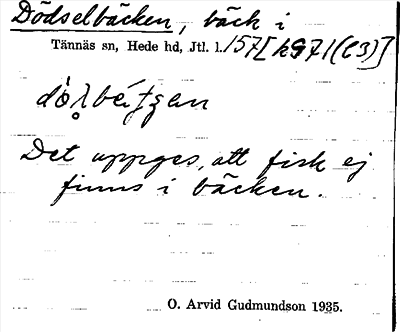 Dödselbäcken, bäck i
Tännäs sn, Hede hd, Jtl. l. 157 [k971(C3)]
Det uppges, att fisk ej
finns i bäcken.
O. Arvid Gudmundson 1935.